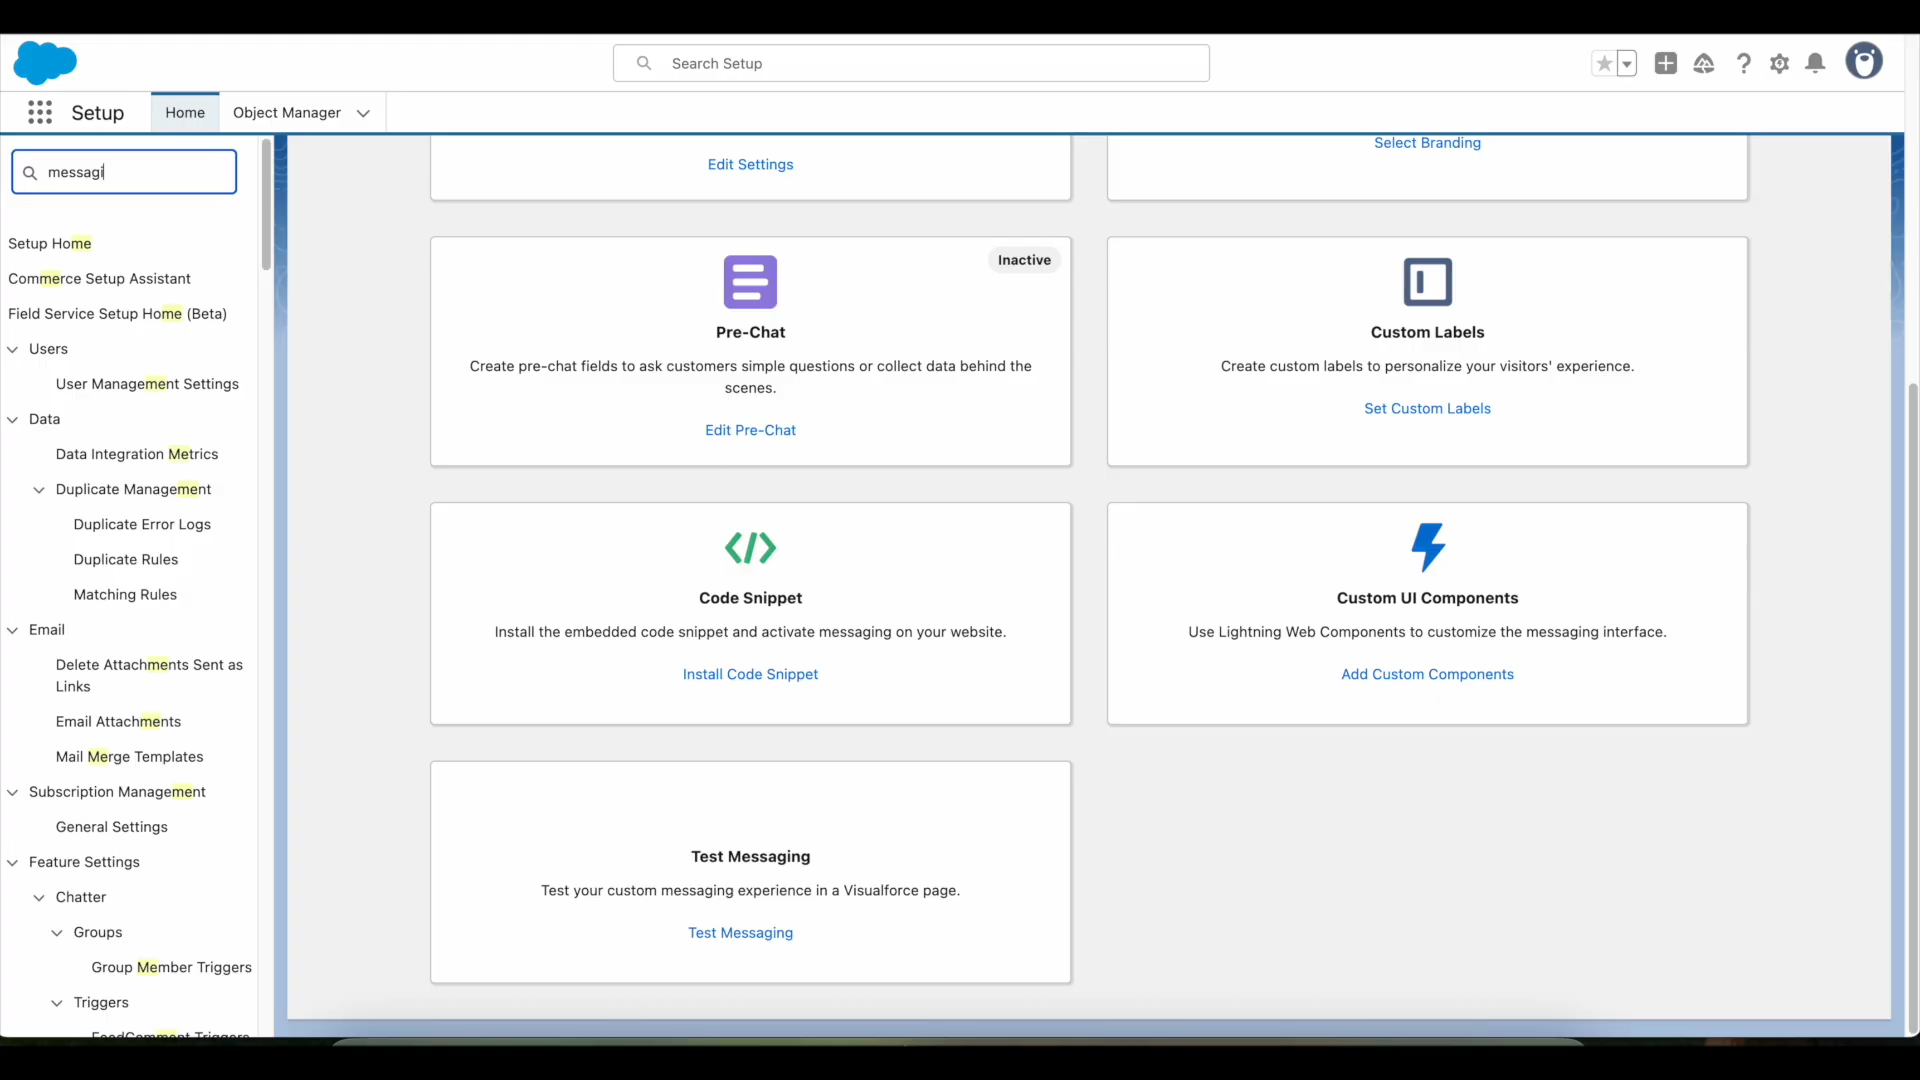 Search Setup
Setup
Home
Object Manager
messagi
Setup Home
Commerce Setup Assistant
Field Service Setup Home (Beta)
Users
User Management Settings
Data
Data Integration Metrics
Duplicate Management
Duplicate Error Logs
Duplicate Rules
Matching Rules
Email
Delete Attachments Sent as
Links
Email Attachments
Mail Merge Templates
Subscription Management
General Settings
Feature Settings
Chatter
Groups
Group Member Triggers
Triggers
FeedComment Triggers
Edit Settings
Select Branding
Inactive
Pre-Chat
Create pre-chat fields to ask customers simple questions or collect data behind the
scenes.
Edit Pre-Chat
Custom Labels
Create custom labels to personalize your visitors' experience.
Set Custom Labels
Code Snippet
Install the embedded code snippet and activate messaging on your website.
Install Code Snippet
Custom UI Components
Use Lightning Web Components to customize the messaging interface.
Add Custom Components
Test Messaging
Test your custom messaging experience in a Visualforce page.
Test Messaging